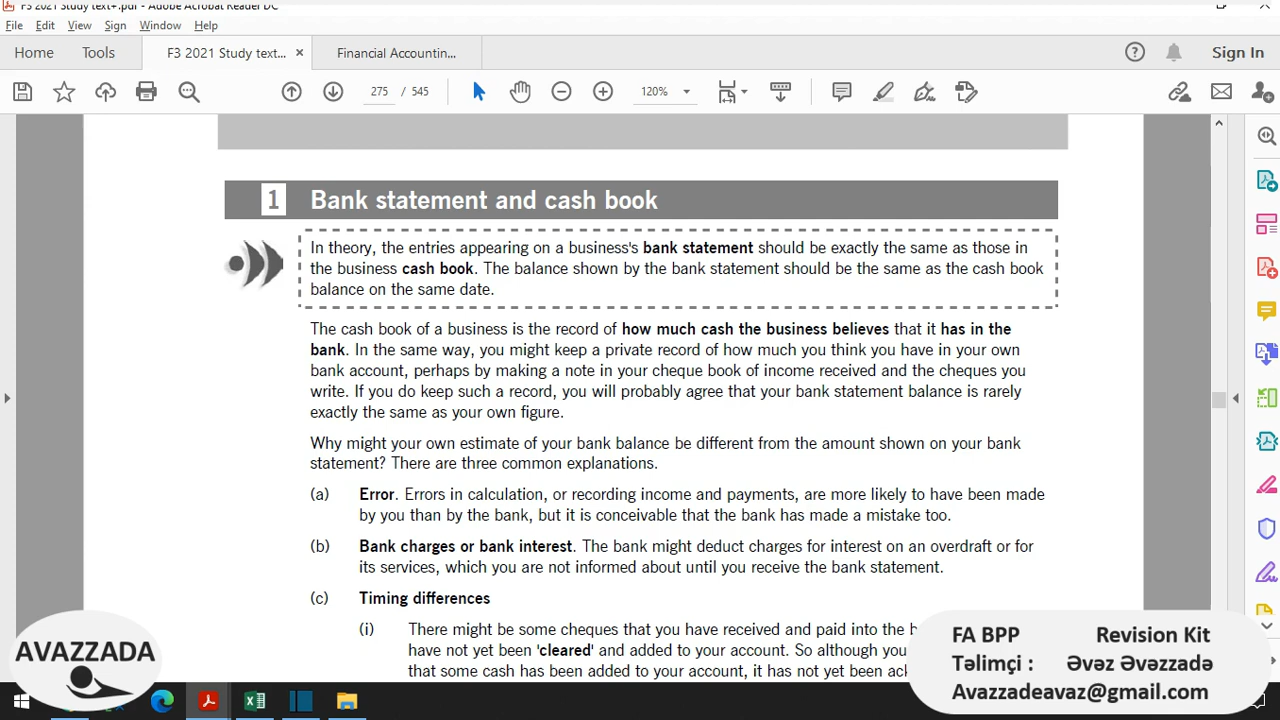 F3 2021 Study text+.pdf - Adobe Acrobat Reader DC
File Edit View Sign Window Help
Home Tools F3 2021 Study text... × Financial Accountin... Sign In
275 / 545 120%
1 Bank statement and cash book
In theory, the entries appearing on a business's bank statement should be exactly the same as those in
the business cash book. The balance shown by the bank statement should be the same as the cash book
balance on the same date.
The cash book of a business is the record of how much cash the business believes that it has in the
bank. In the same way, you might keep a private record of how much you think you have in your own
bank account, perhaps by making a note in your cheque book of income received and the cheques you
write. If you do keep such a record, you will probably agree that your bank statement balance is rarely
exactly the same as your own figure.
Why might your own estimate of your bank balance be different from the amount shown on your bank
statement? There are three common explanations.
(a) Error. Errors in calculation, or recording income and payments, are more likely to have been made
by you than by the bank, but it is conceivable that the bank has made a mistake too.
(b) Bank charges or bank interest. The bank might deduct charges for interest on an overdraft or for
its services, which you are not informed about until you receive the bank statement.
(c) Timing differences
(i) There might be some cheques that you have received and paid into the
have not yet been 'cleared' and added to your account. So although you
that some cash has been added to your account, it has not yet been
AVAZZADA
FA BPP Revision Kit
Təlimçi : Əvəz Əvəzzadə
Avazzadeavaz@gmail.com